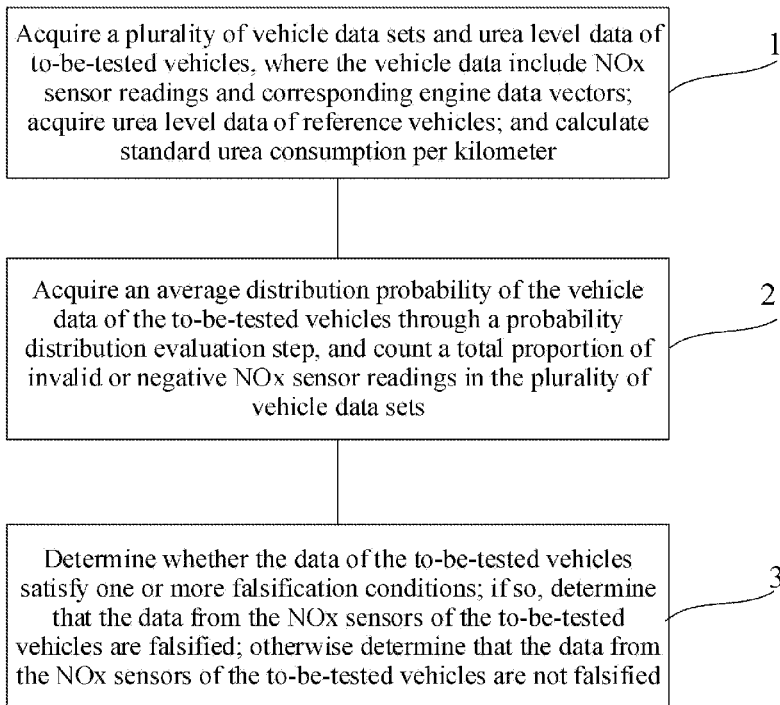 Acquire a plurality of vehicle data sets and urea level data of
to-be-tested vehicles, where the vehicle data include NOx
sensor readings and corresponding engine data vectors;
acquire urea level data of reference vehicles; and calculate
standard urea consumption per kilometer
1
Acquire an average distribution probability of the vehicle
data of the to-be-tested vehicles through a probability
distribution evaluation step, and count a total proportion of
invalid or negative NOx sensor readings in the plurality of
vehicle data sets
2
Determine whether the data of the to-be-tested vehicles
satisfy one or more falsification conditions; if so, determine
that the data from the NOx sensors of the to-be-tested
vehicles are falsified; otherwise determine that the data from
the NOx sensors of the to-be-tested vehicles are not falsified
3